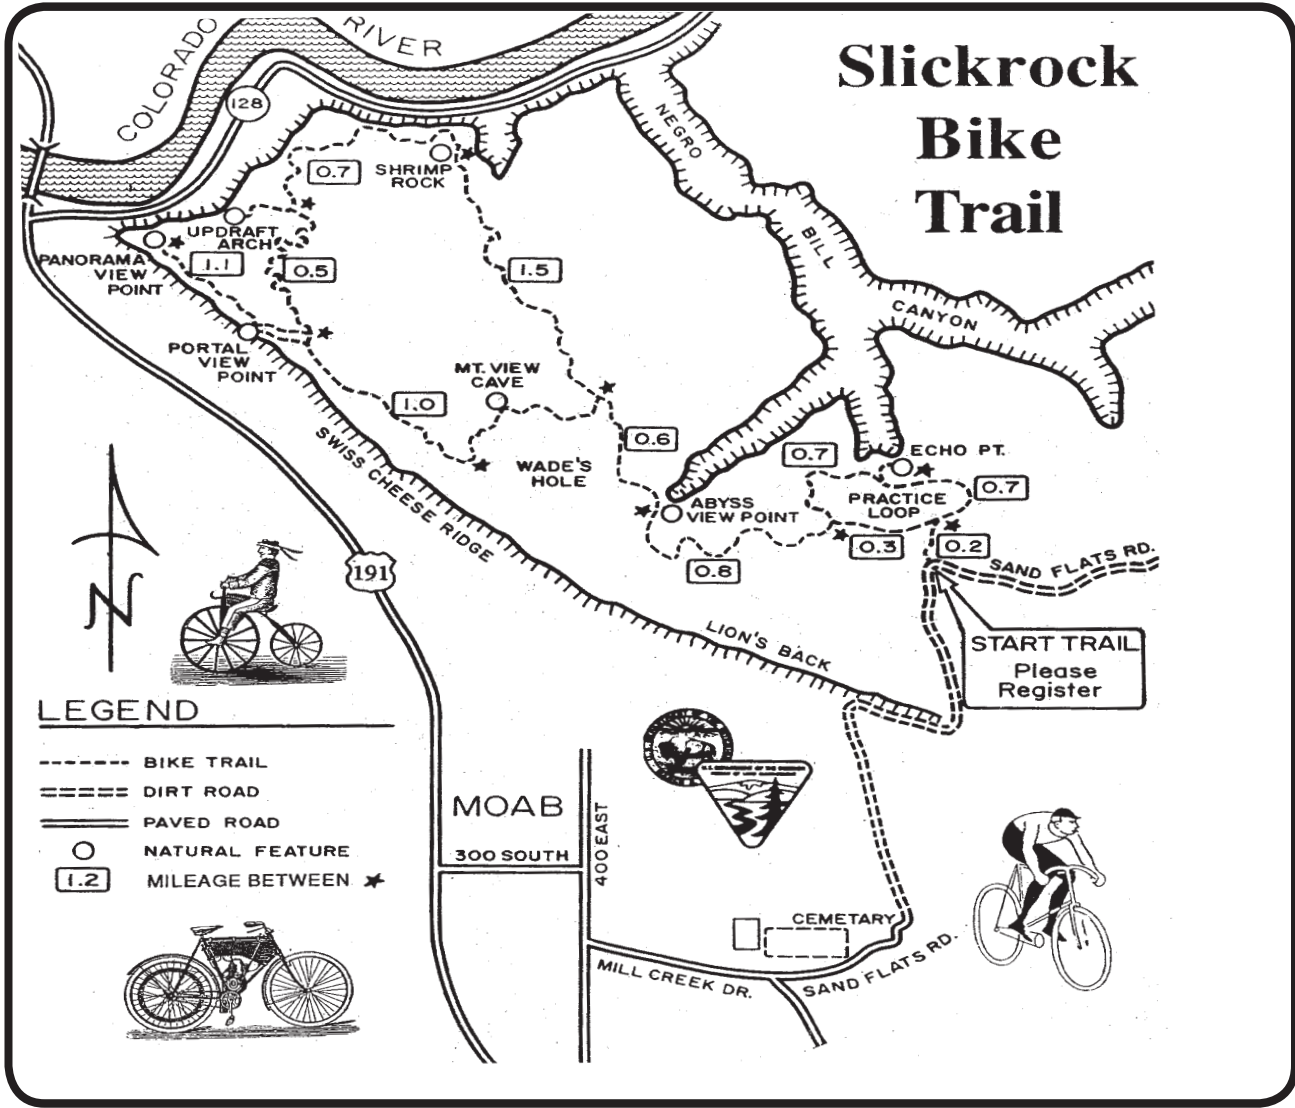 Slickrock
Bike
Trail
COLORADO
RIVER
128
NEGRO
BILL
CANYON
0.7
SHRIMP
ROCK
UPDRAFT
ARCH
PANORAMA
VIEW
POINT
1.1
0.5
1.5
PORTAL
VIEW
POINT
MT. VIEW
CAVE
1.0
0.6
WADE'S
HOLE
SWISS CHEESE RIDGE
ECHO PT.
0.7
0.7
PRACTICE
LOOP
ABYSS
VIEW POINT
0.3
0.2
0.8
SAND FLATS RD.
START TRAIL
Please
Register
N
191
LION'S BACK
LEGEND
BIKE TRAIL
DIRT ROAD
PAVED ROAD
NATURAL FEATURE
1.2
MILEAGE BETWEEN
MOAB
300 SOUTH
400 EAST
CEMETARY
MILL CREEK DR.
SAND FLATS RD.